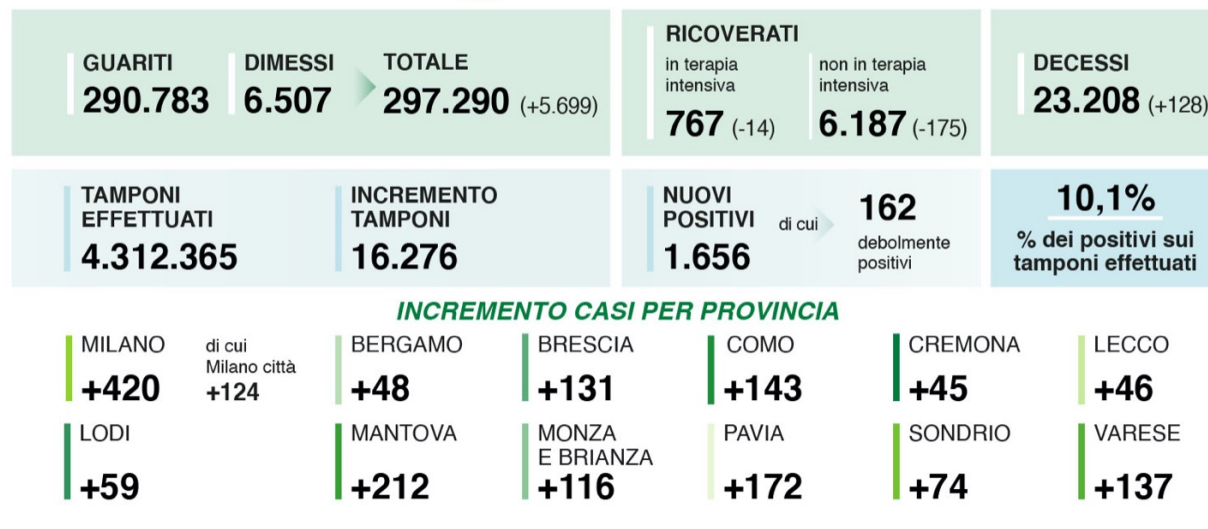 GUARITI
290.783
DIMESSI
6.507
TOTALE
297.290 (+5.699)
RICOVERATI
in terapia
intensiva
767 (-14)
non in terapia
intensiva
6.187 (-175)
DECESSI
23.208 (+128)
TAMPONI
EFFETTUATI
4.312.365
INCREMENTO
TAMPONI
16.276
NUOVI
POSITIVI
1.656
di cui
162
debolmente
positivi
10,1%
% dei positivi sui
tamponi effettuati
INCREMENTO CASI PER PROVINCIA
MILANO
+420
di cui
Milano città
+124
BERGAMO
+48
BRESCIA
+131
COMO
+143
CREMONA
+45
LECCO
+46
LODI
+59
MANTOVA
+212
MONZA
E BRIANZA
+116
PAVIA
+172
SONDRIO
+74
VARESE
+137